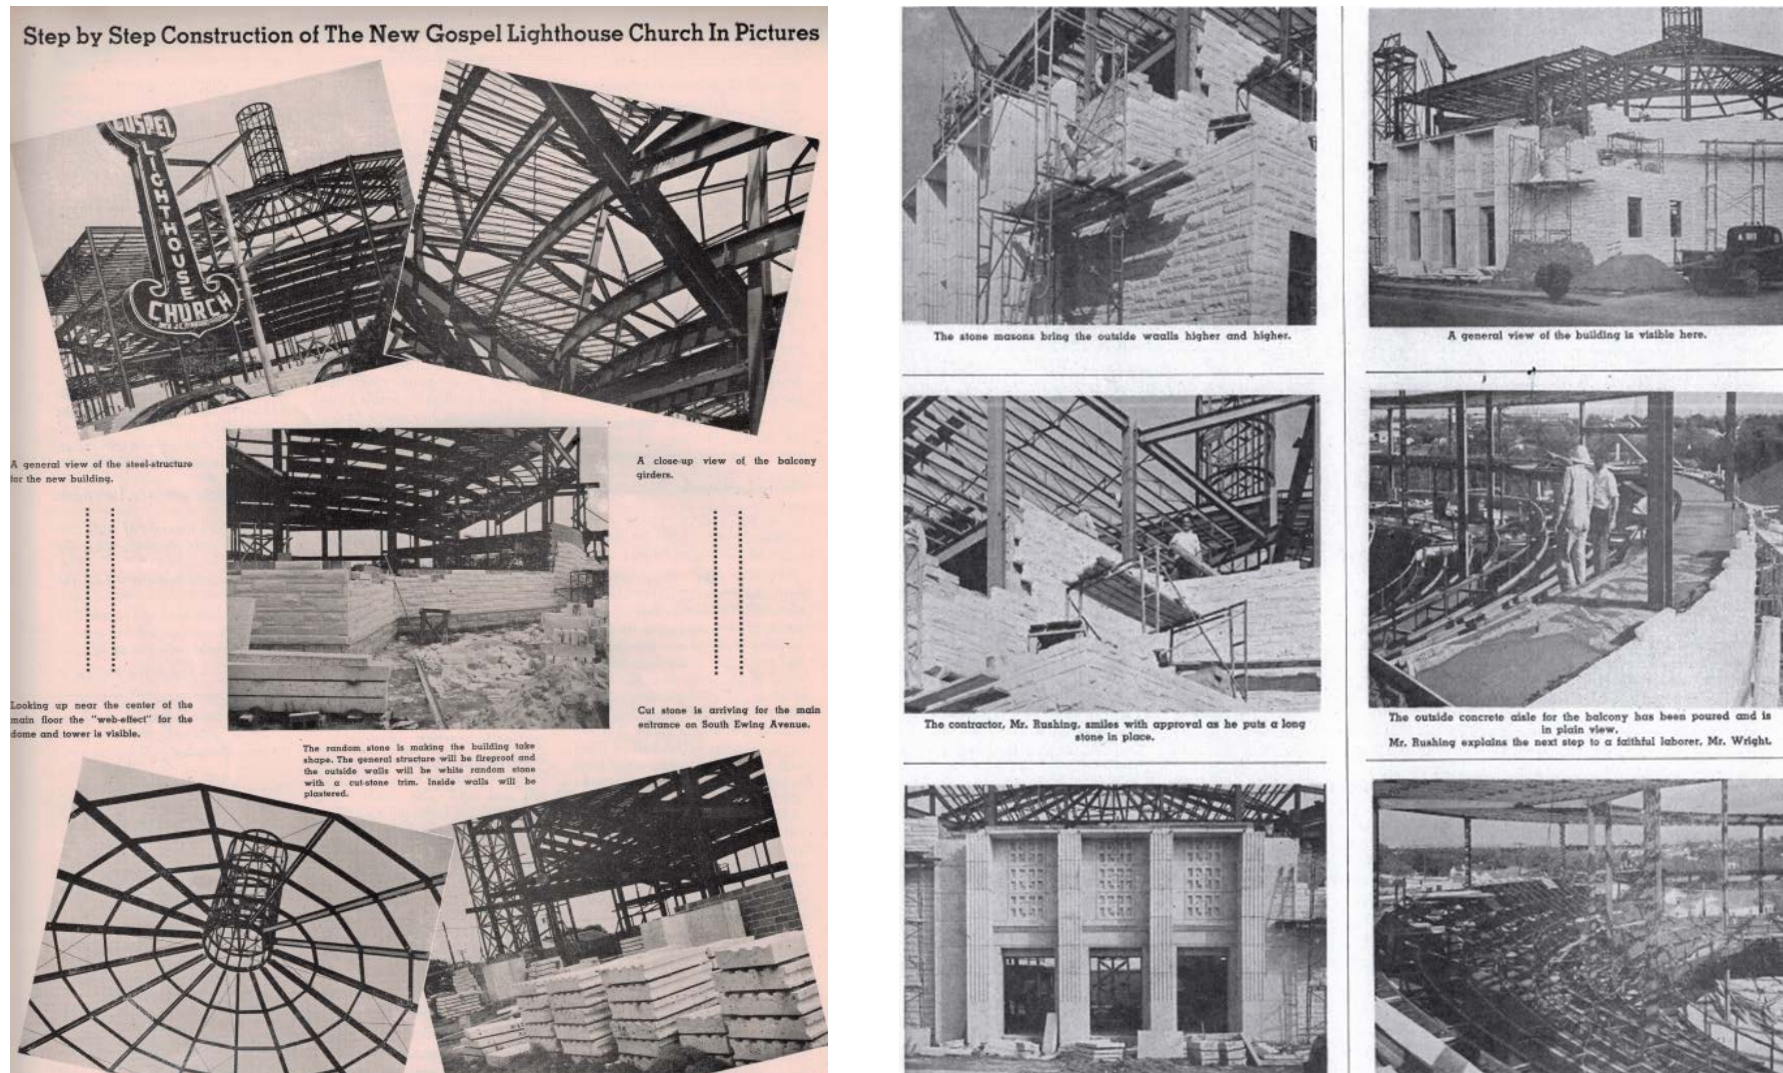 Step by Step Construction of The New Gospel Lighthouse Church In Pictures
GOSPEL
LIGHTHOUSE
CHURCH
A general view of the steel-structure
for the new building.
A close-up view of the balcony
girders.
Looking up near the center of the
main floor the "web-effect" for the
dome and tower is visible.
Cut stone is arriving for the main
entrance on South Ewing Avenue.
The random stone is making the building take
shape. The general structure will be fireproof and
the outside walls will be white random stone
with a cut-stone trim. Inside walls will be
plastered.
The stone masons bring the outside waalls higher and higher.
A general view of the building is visible here.
The contractor, Mr. Rushing, smiles with approval as he puts a long
stone in place.
The outside concrete aisle for the balcony has been poured and is
in plain view.
Mr. Rushing explains the next step to a faithful laborer, Mr. Wright.